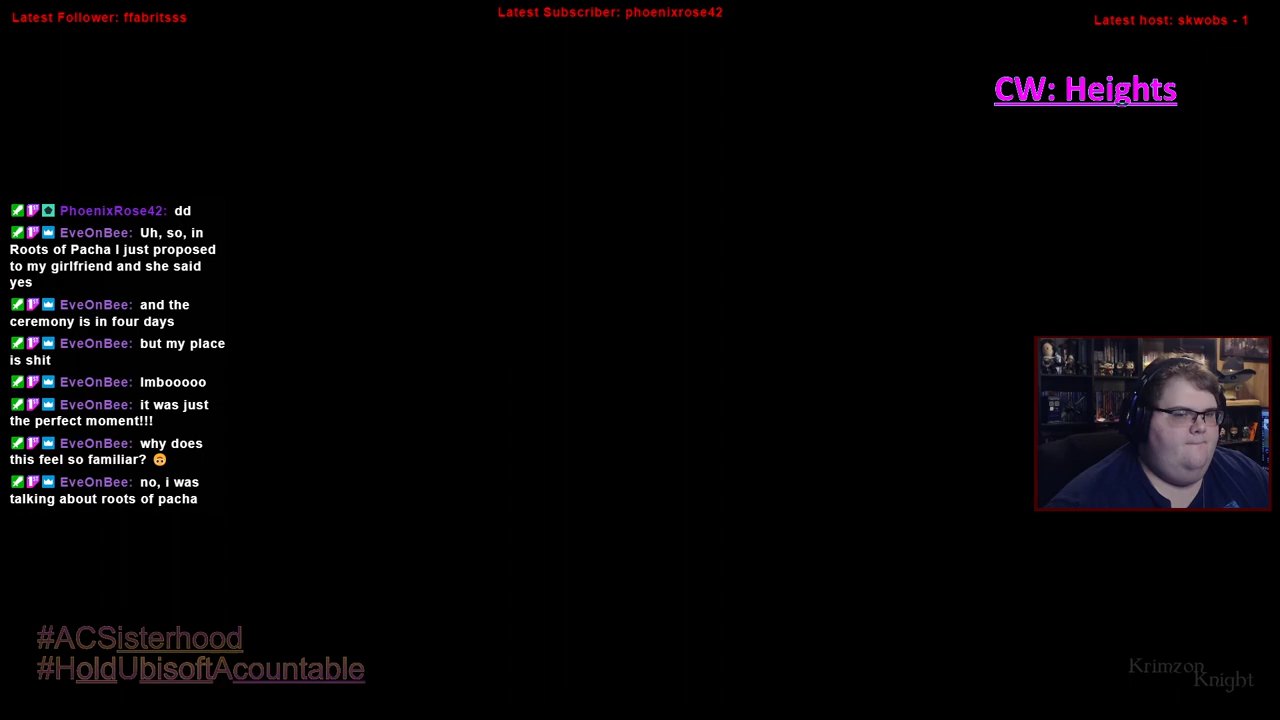 Latest Follower: ffabritsss
Latest Subscriber: phoenixrose42
Latest host: skwobs - 1
CW: Heights
PhoenixRose42: dd
EveOnBee: Uh, so, in
Roots of Pacha I just proposed
to my girlfriend and she said
yes
EveOnBee: and the
ceremony is in four days
EveOnBee: but my place
is shit
EveOnBee: lmbooooo
EveOnBee: it was just
the perfect moment!!!
EveOnBee: why does
this feel so familiar? 🙃
EveOnBee: no, i was
talking about roots of pacha
#ACSisterhood
#HoldUbisoftAcountable
Krimzon
Knight